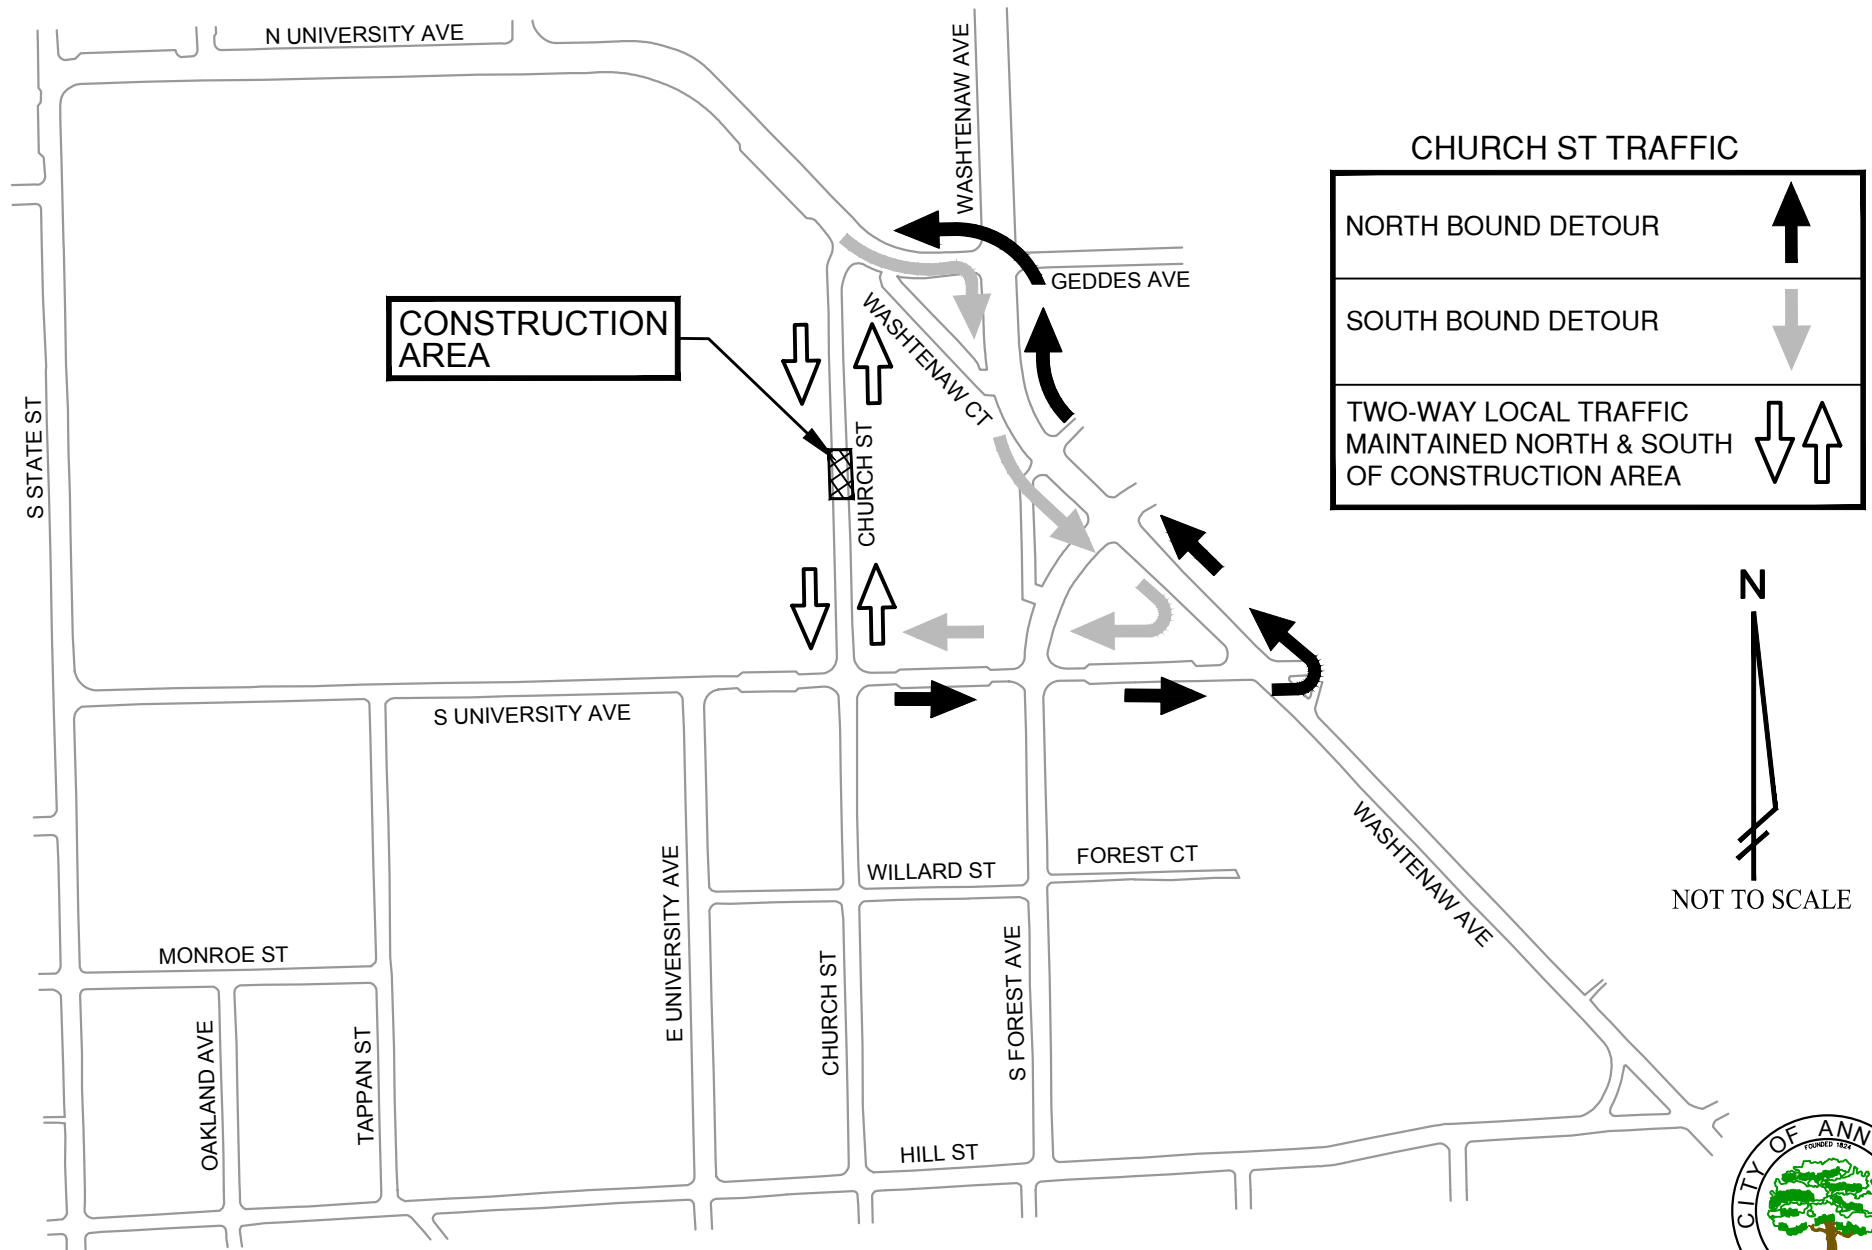 N UNIVERSITY AVE
WASHTENAW AVE
CHURCH ST TRAFFIC
NORTH BOUND DETOUR
SOUTH BOUND DETOUR
TWO-WAY LOCAL TRAFFIC
MAINTAINED NORTH & SOUTH
OF CONSTRUCTION AREA
GEDDES AVE
CONSTRUCTION
AREA
WASHTENAW CT
S STATE ST
CHURCH ST
N
S UNIVERSITY AVE
WASHTENAW AVE
NOT TO SCALE
WILLARD ST
FOREST CT
E UNIVERSITY AVE
MONROE ST
CHURCH ST
S FOREST AVE
OAKLAND AVE
TAPPAN ST
HILL ST
CITY OF ANN
FOUNDED 1824